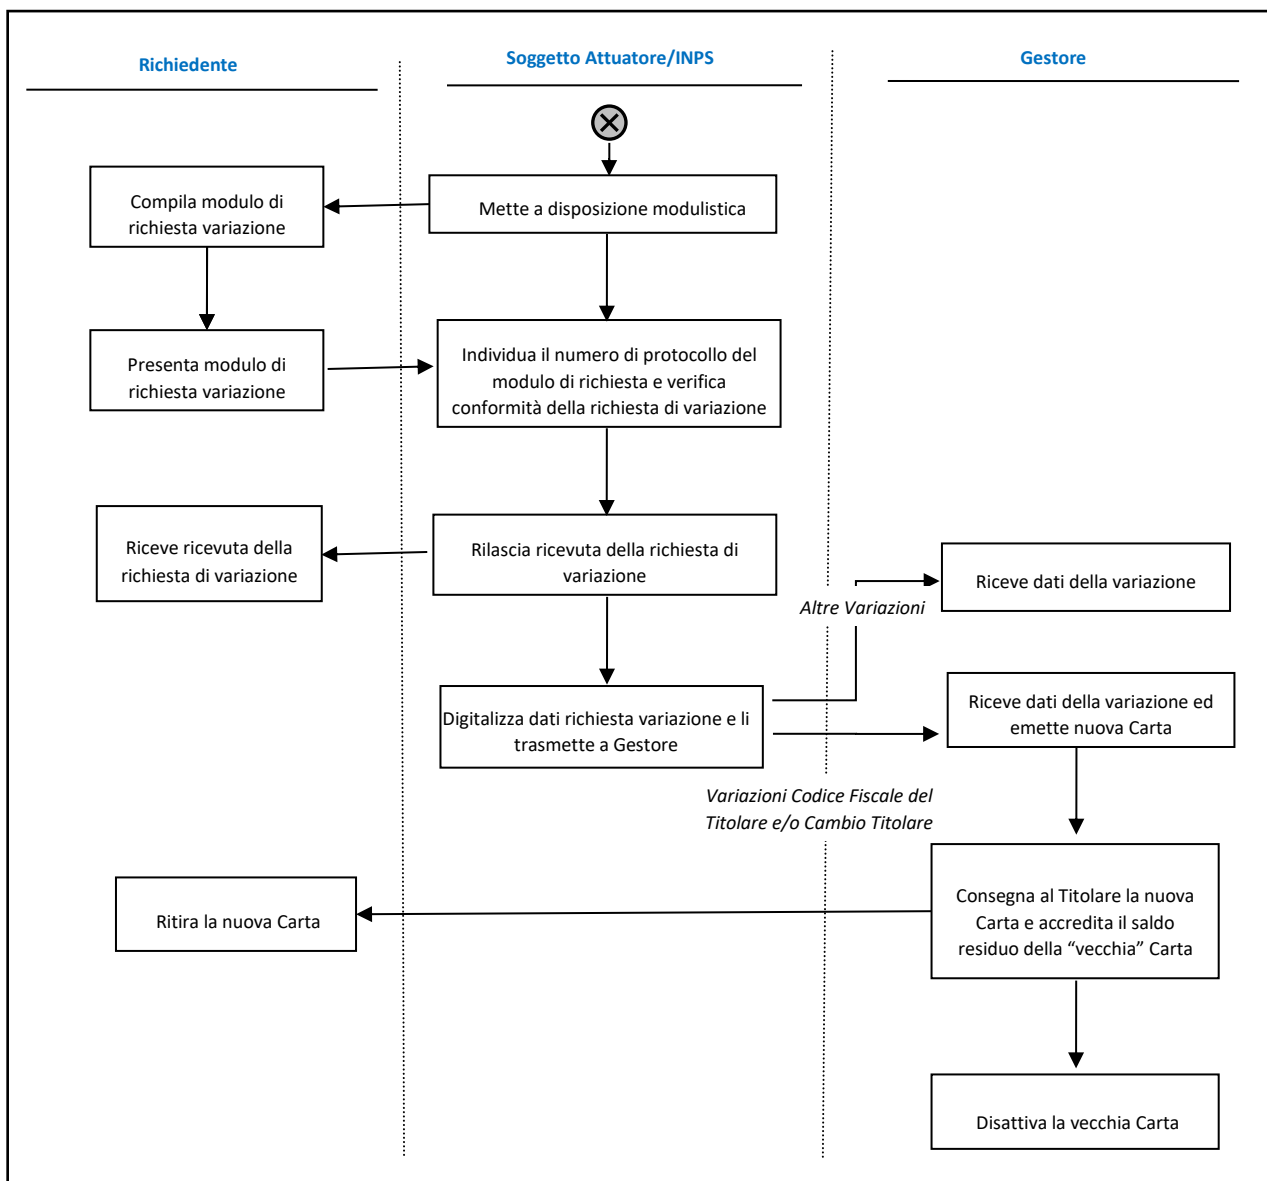 Richiedente
Soggetto Attuatore/INPS
Gestore
Mette a disposizione modulistica
Compila modulo di
richiesta variazione
Presenta modulo di
richiesta variazione
Individua il numero di protocollo del
modulo di richiesta e verifica
conformità della richiesta di variazione
Rilascia ricevuta della richiesta di
variazione
Riceve ricevuta della
richiesta di variazione
Altre Variazioni
Riceve dati della variazione
Digitalizza dati richiesta variazione e li
trasmette a Gestore
Riceve dati della variazione ed
emette nuova Carta
Variazioni Codice Fiscale del
Titolare e/o Cambio Titolare
Consegna al Titolare la nuova
Carta e accredita il saldo
residuo della “vecchia” Carta
Ritira la nuova Carta
Disattiva la vecchia Carta